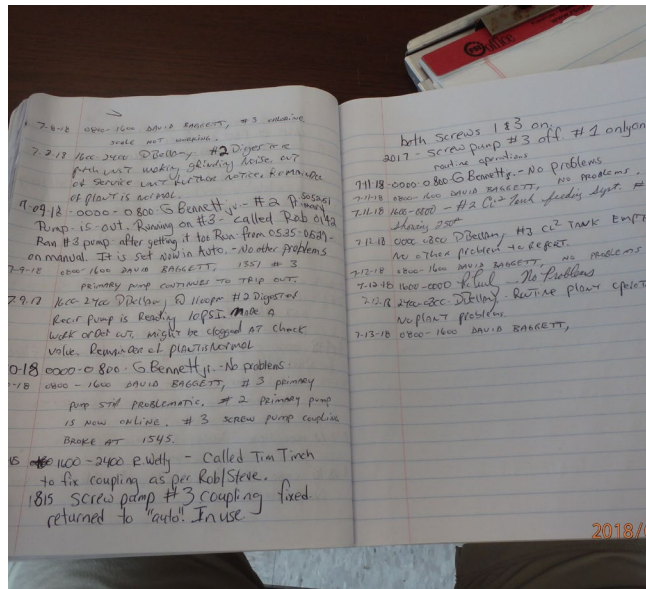 7-8-18 0800-1600 DAVID BAGGETT, #3 CHLORINE
SCALE NOT WORKING.
1600-2400 DBellamy, #2 Digester
making grinding noise. out
of Service until further notice. Remainder
of plant is normal.
7-09-18 0000-0800 G Bennett jr. - #2
Pump is out. Running on #3 - called Rob 0142
Ran #3 pump after getting it too Run from 0535-0537-
on manual. It is set now in Auto. - No other problems
7-9-18 0800-1600 DAVID BAGGETT, 1351 #3
PRIMARY PUMP CONTINUES TO TRIP OUT.
7-9-18 1600-2400 DBellamy, @ 1100pm #2 Digester
Recir pump is Reading 10PSI. Made a
work order out. might be clogged AT check
valve. Remainder of plant is Normal
0-18 0000-0800 - G Bennett jr. - No problems.
-18 0800-1600 DAVID BAGGETT, #3 PRIMARY
PUMP STILL PROBLEMATIC. #2 PRIMARY PUMP
IS NOW ONLINE. #3 SCREW PUMP COUPLING
BROKE AT 1545.
1600-2400 R. Welly - Called Tim Tinch
to fix coupling as per Rob/Steve.
1815 screw pump #3 coupling fixed.
returned to "auto". In use
both screws 1 & 3 on.
2017 - screw pump #3 off. #1 only on
routine operations
7-11-18 - 0000-0800 G Bennett jr. - No problems
7-11-18 0800-1600 DAVID BAGGETT, NO PROBLEMS.
7-11-18 1600-0000 - #2 CL2 Tank feeding Syst. #
showing 250#
7-12-18 0000-0800 DBellamy, #3 CL2 TANK EMPT
No other problem to Report.
7-12-18 0800-1600 DAVID BAGGETT, NO PROBLEMS
7-12-18 1600-0000 - No Problems
7-12-18 2400-0800 DBellamy - Routine plant
No plant problems.
7-13-18 0800-1600 DAVID BAGGETT,
2018/